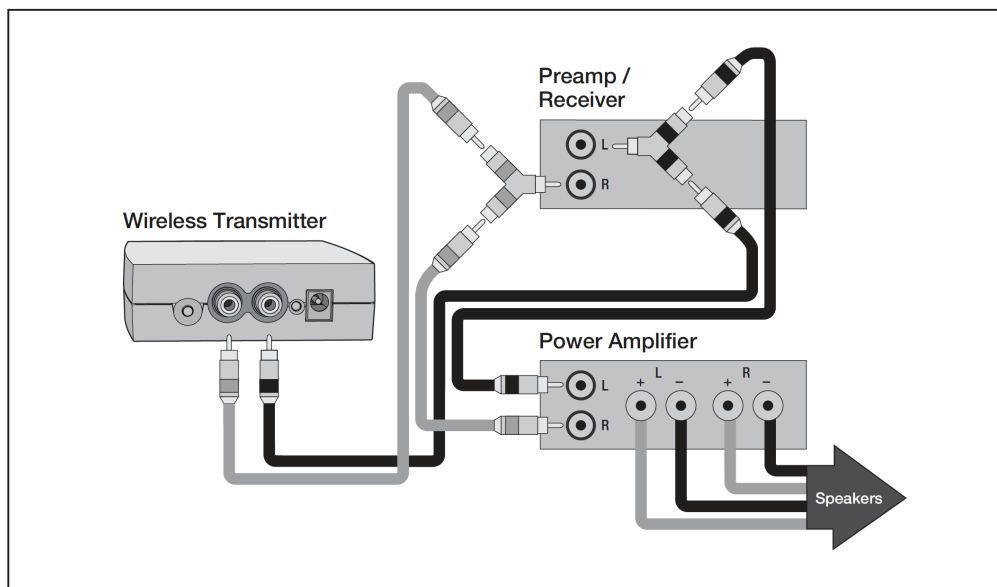 Preamp /
Receiver
L
R
Wireless Transmitter
Power Amplifier
L
R
L
R
+ − + −
Speakers